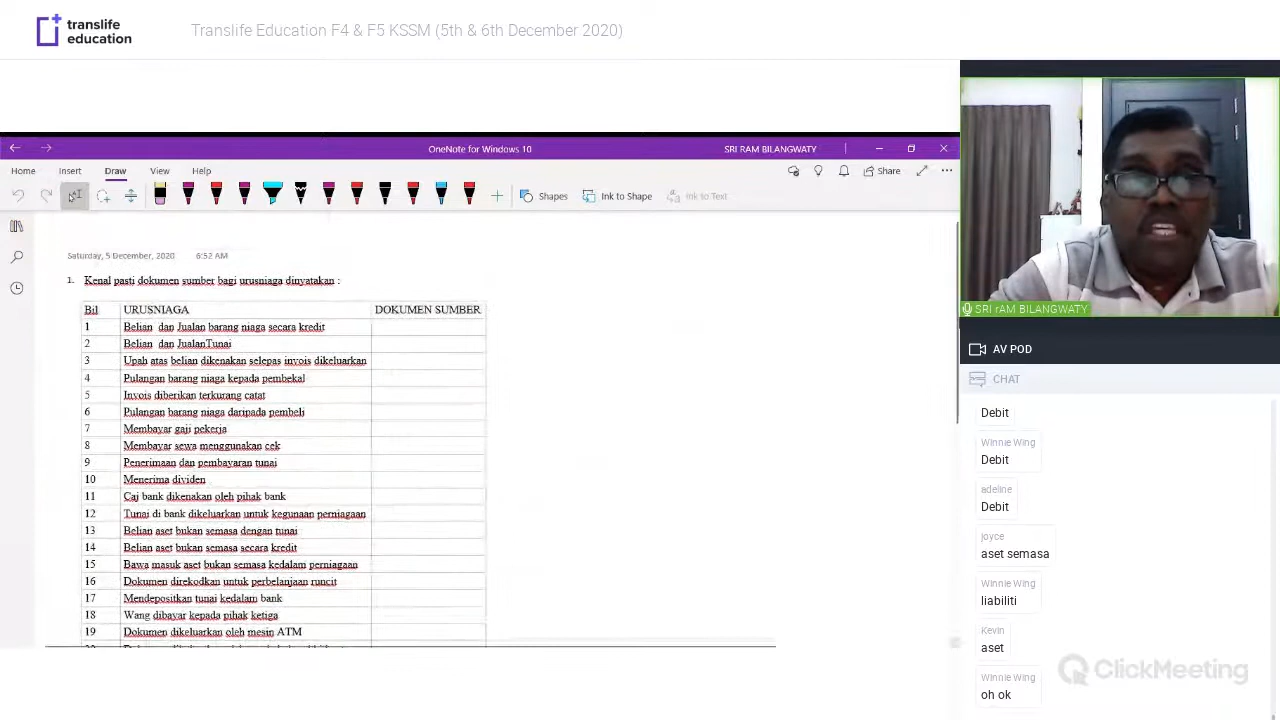 translife
education
Translife Education F4 & F5 KSSM (5th & 6th December 2020)
OneNote for Windows 10
SRI RAM BILANGWATY
Home Insert Draw View Help
Share
Shapes
Ink to Shape
Ink to Text
Saturday, 5 December, 2020 6:52 AM
1. Kenal pasti dokumen sumber bagi urusniaga dinyatakan :
Bil URUSNIAGA DOKUMEN SUMBER
1 Belian dan Jualan barang niaga secara kredit
2 Belian dan JualanTunai
3 Upah atas belian dikenakan selepas invois dikeluarkan
4 Pulangan barang niaga kepada pembekal
5 Invois diberikan terkurang catat
6 Pulangan barang niaga daripada pembeli
7 Membayar gaji pekerja
8 Membayar sewa menggunakan cek
9 Penerimaan dan pembayaran tunai
10 Menerima dividen
11 Caj bank dikenakan oleh pihak bank
12 Tunai di bank dikeluarkan untuk kegunaan perniagaan
13 Belian aset bukan semasa dengan tunai
14 Belian aset bukan semasa secara kredit
15 Bawa masuk aset bukan semasa kedalam perniagaan
16 Dokumen direkodkan untuk perbelanjaan runcit
17 Mendepositkan tunai kedalam bank
18 Wang dibayar kepada pihak ketiga
19 Dokumen dikeluarkan oleh mesin ATM
SRI rAM BILANGWATY
AV POD
CHAT
Debit
Winnie Wing
Debit
adeline
Debit
joyce
aset semasa
Winnie Wing
liabiliti
Kevin
aset
Winnie Wing
oh ok
ClickMeeting